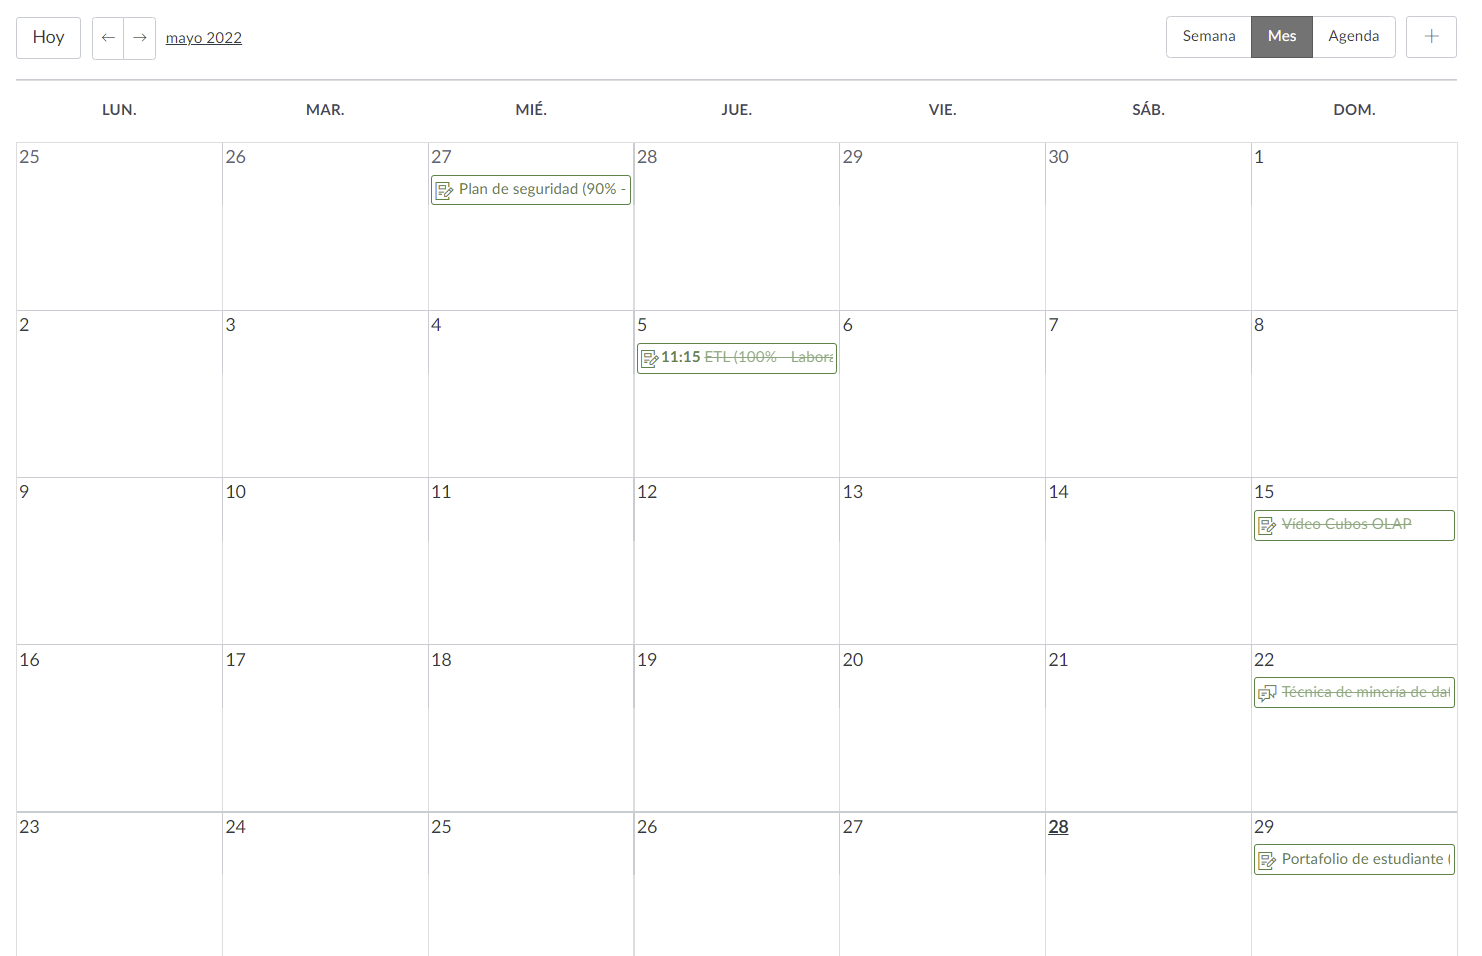 Hoy ← → mayo 2022 Semana Mes Agenda +
LUN. MAR. MIÉ. JUE. VIE. SÁB. DOM.
25 26 27 28 29 30 1
Plan de seguridad (90% -
2 3 4 5 6 7 8
11:15 ETL (100% - Labora
9 10 11 12 13 14 15
Vídeo Cubos OLAP
16 17 18 19 20 21 22
Técnica de minería de dat
23 24 25 26 27 28 29
Portafolio de estudiante (